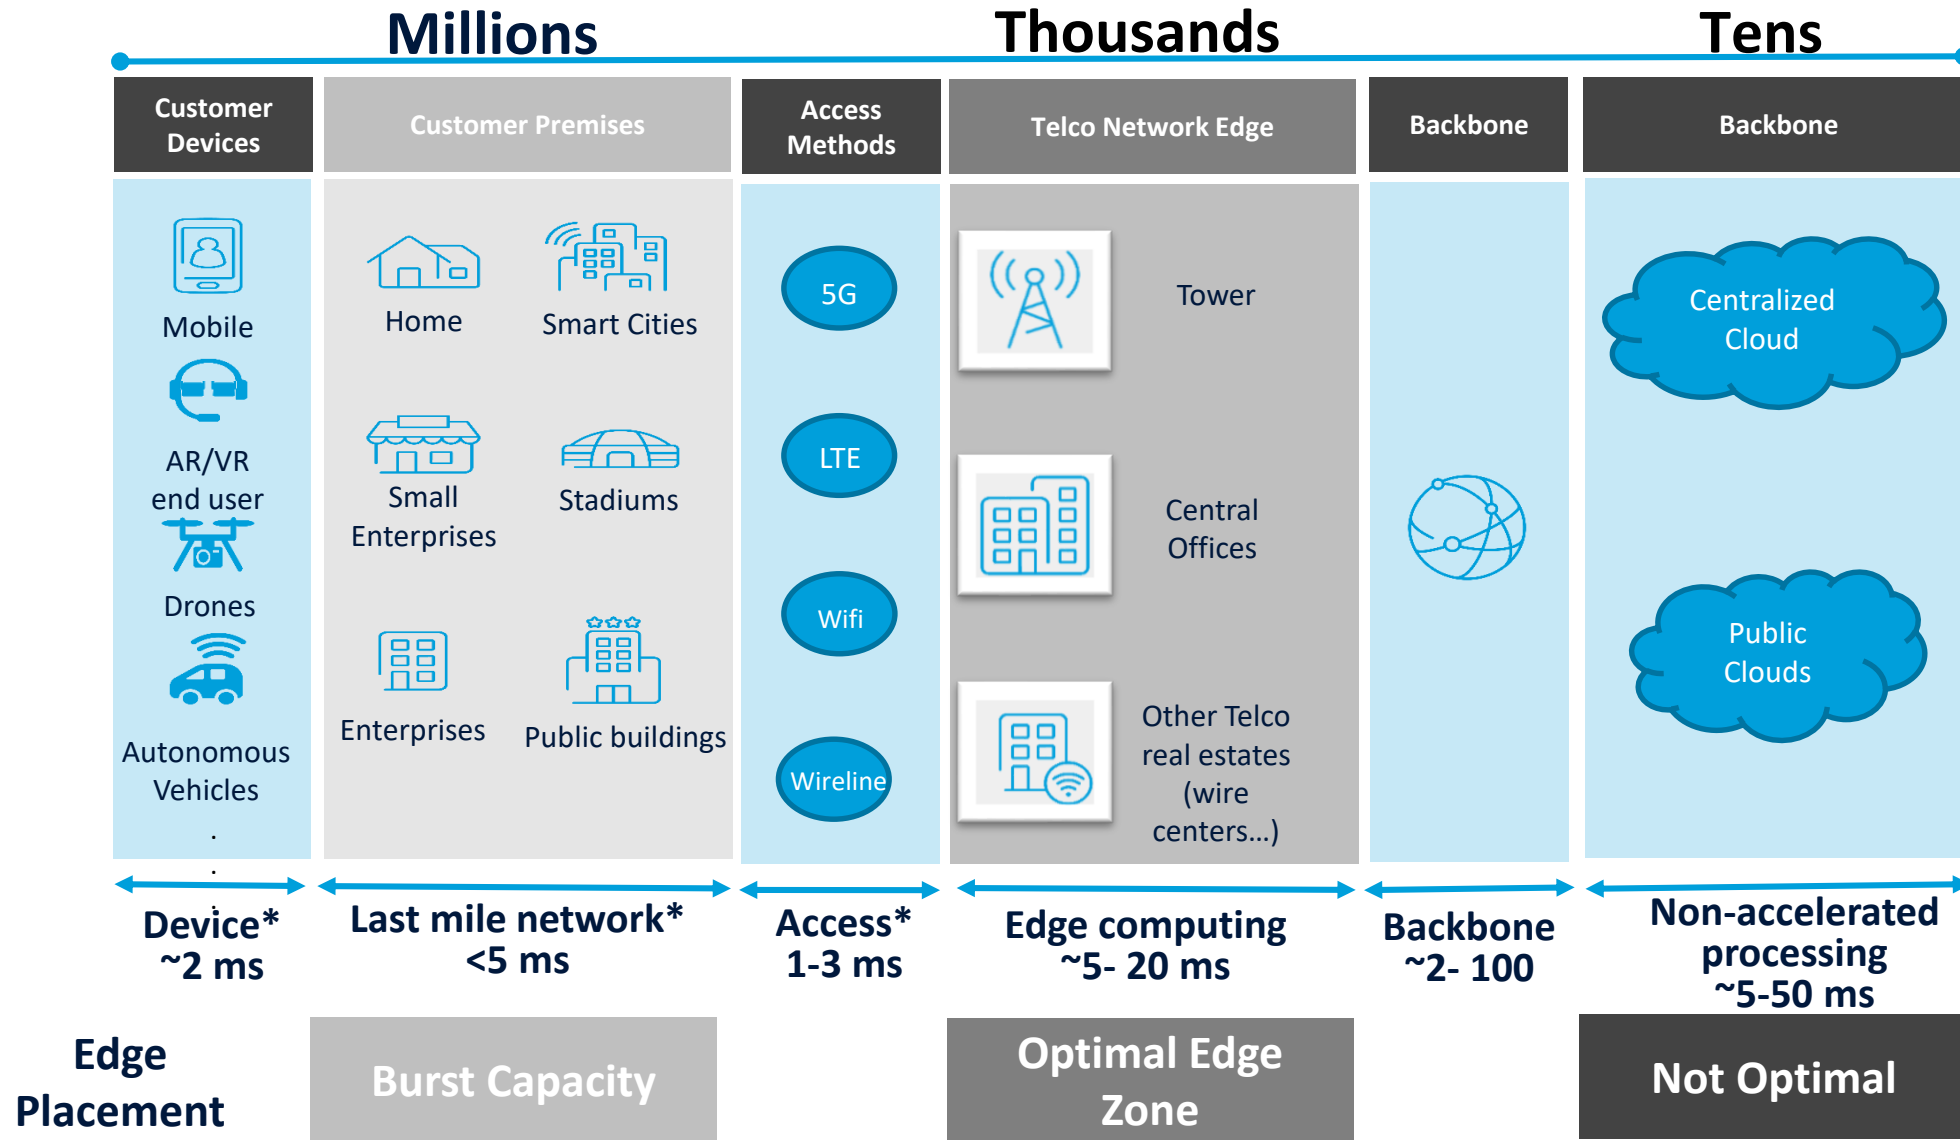 Millions
Thousands
Tens
Customer
Devices
Customer Premises
Access
Methods
Telco Network Edge
Backbone
Backbone
Mobile
AR/VR
end user
Drones
Autonomous
Vehicles
.
.
.
Home
Smart Cities
Small
Enterprises
Stadiums
Enterprises
Public buildings
5G
LTE
Wifi
Wireline
Tower
Central
Offices
Other Telco
real estates
(wire
centers...)
Centralized
Cloud
Public
Clouds
Device*
~2 ms
Last mile network*
<5 ms
Access*
1-3 ms
Edge computing
~5- 20 ms
Backbone
~2- 100
Non-accelerated
processing
~5-50 ms
Edge
Placement
Burst Capacity
Optimal Edge
Zone
Not Optimal